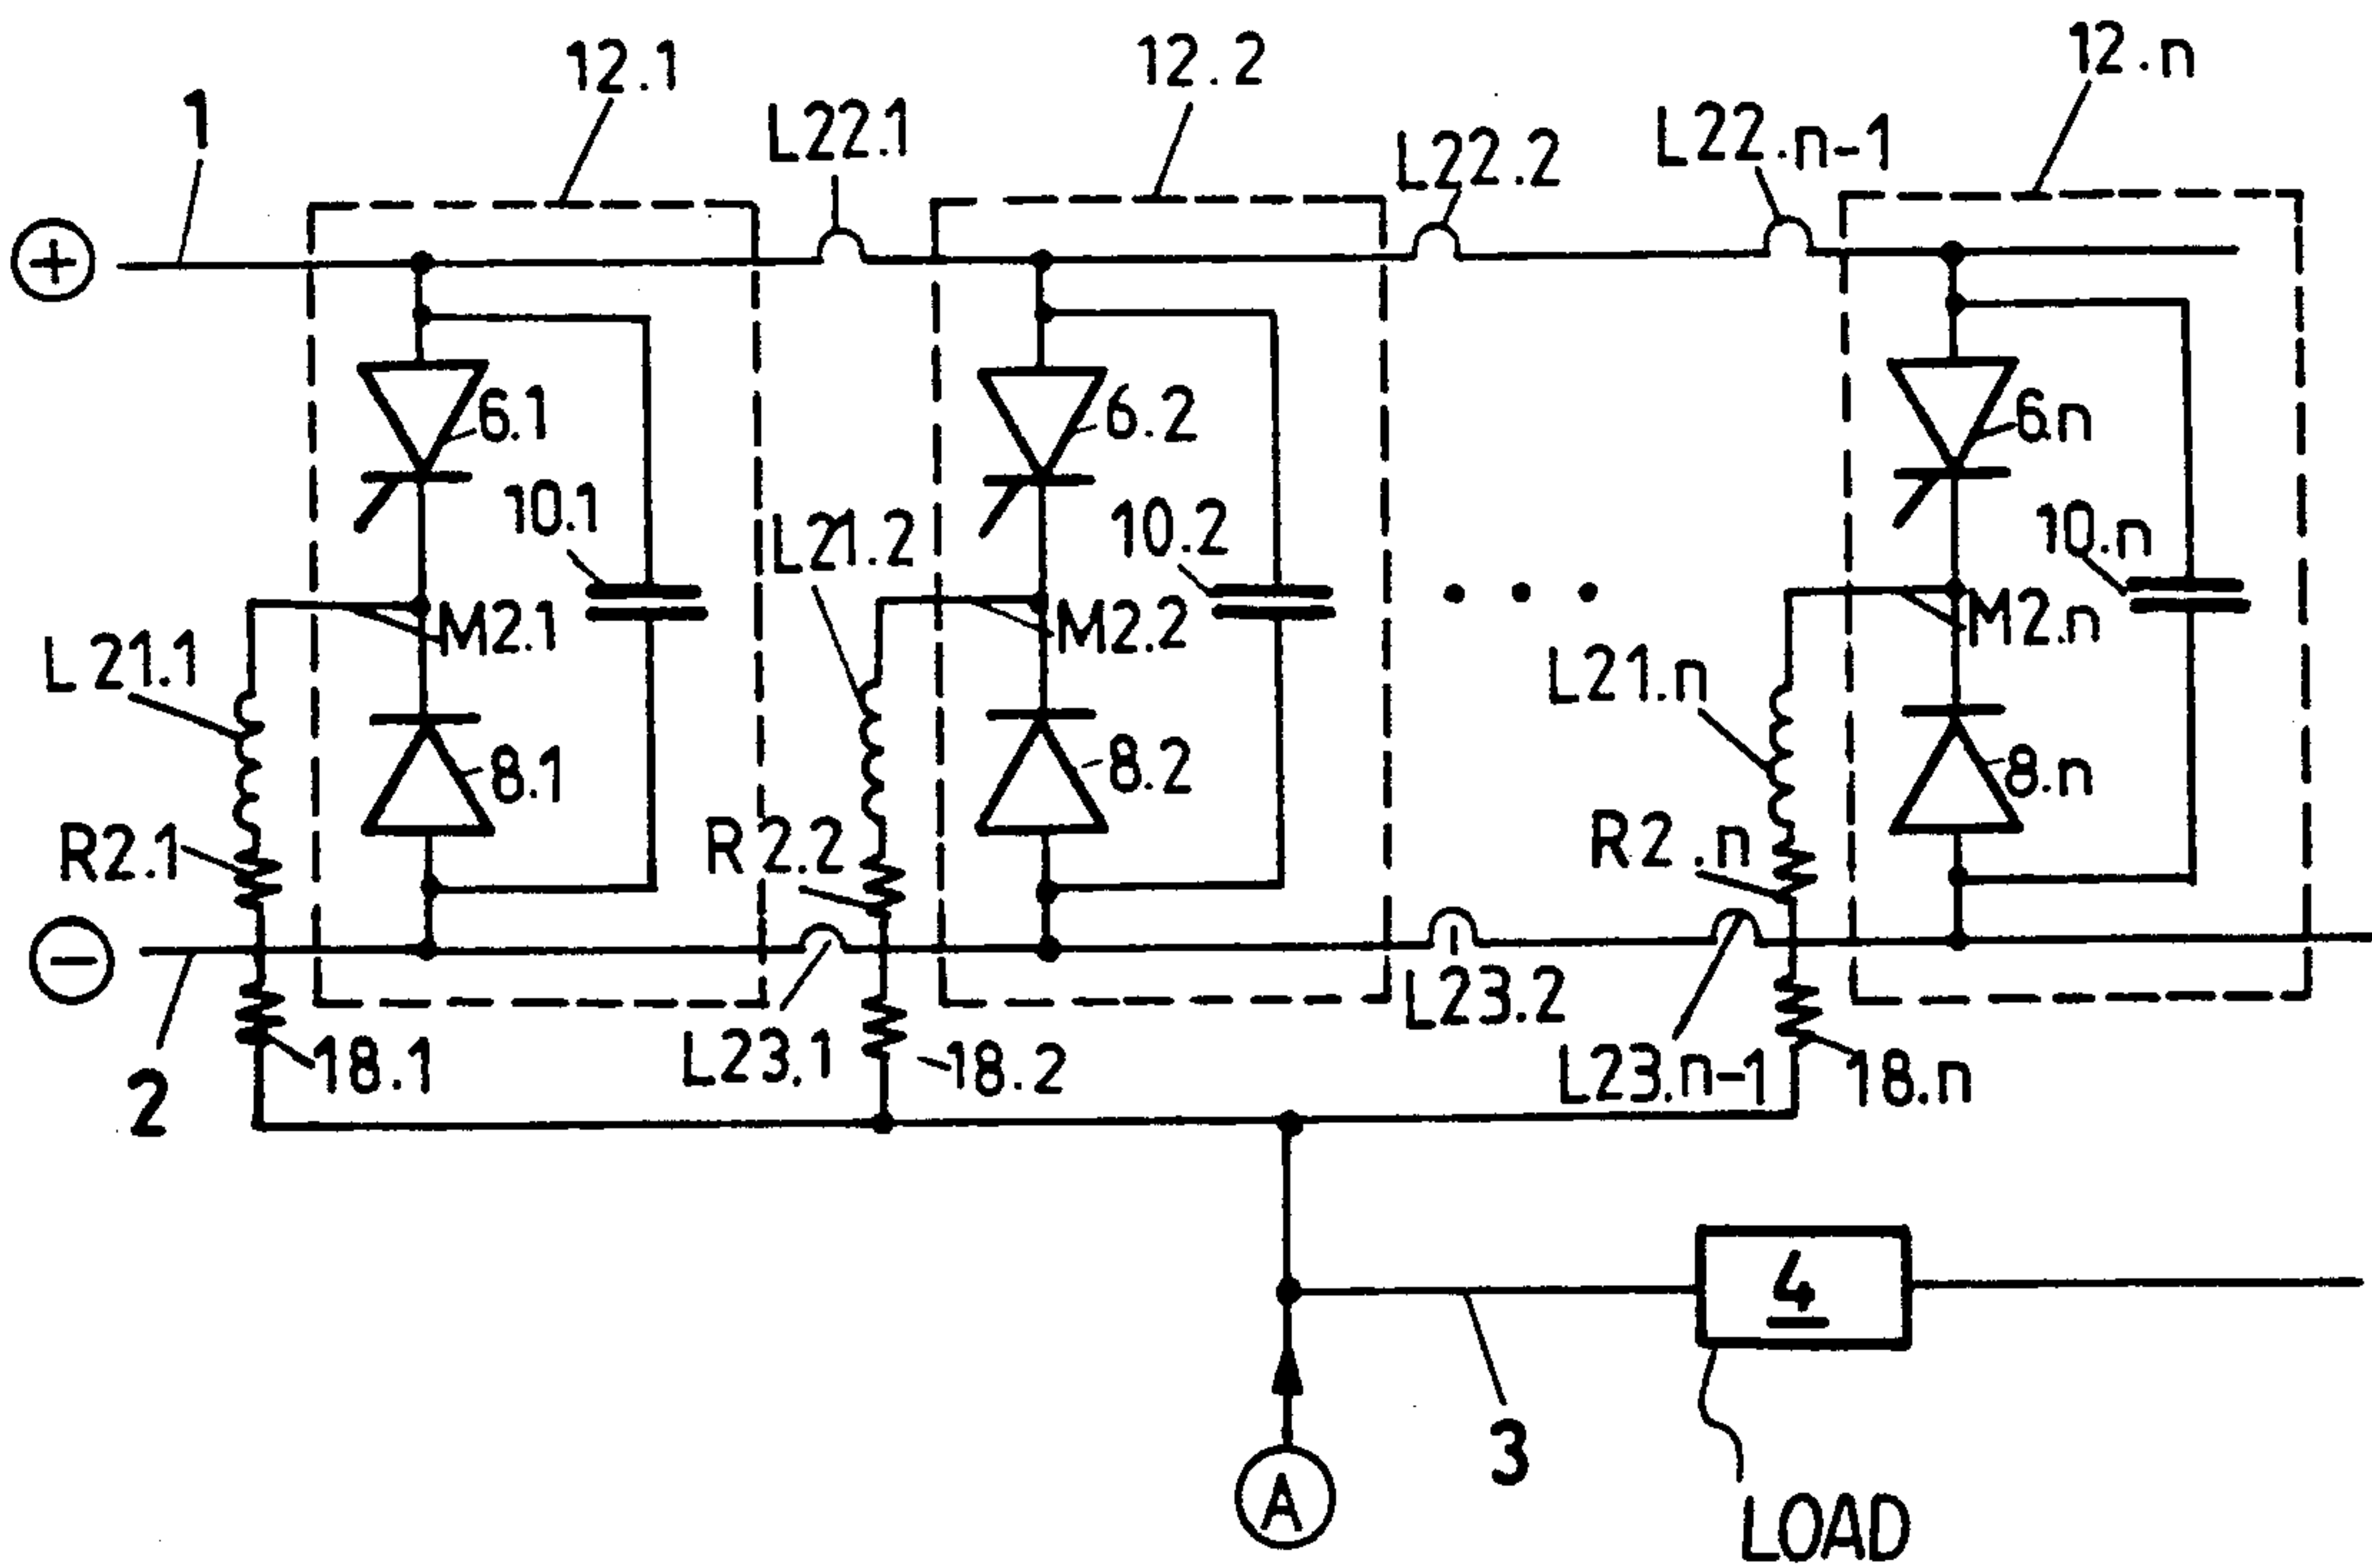 12.1
12.2
12.n
1
L22.1
L22.2
L22.n-1
+
6.1
6.2
6.n
10.1
L21.2
10.2
10.n
M2.1
M2.2
M2.n
L21.1
L21.n
8.1
8.2
8.n
R2.1
R2.2
R2.n
−
L23.2
18.1
L23.1
18.2
L23.n-1
18.n
2
4
3
A
LOAD